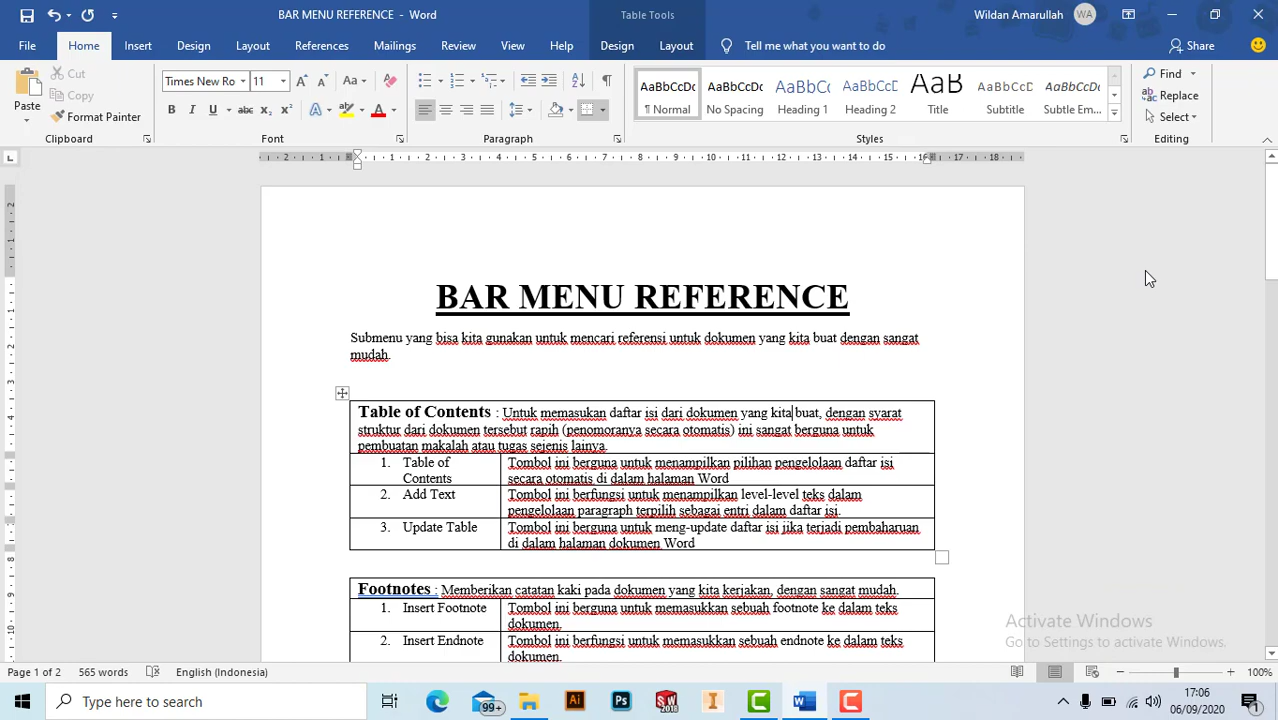 BAR MENU REFERENCE - Word
Table Tools
Wildan Amarullah
WA
File
Home
Insert
Design
Layout
References
Mailings
Review
View
Help
Design
Layout
Tell me what you want to do
Share
Paste
Cut
Copy
Format Painter
Clipboard
Times New Ro
11
Font
Paragraph
AaBbCcDc
¶ Normal
AaBbCcDc
No Spacing
AaBbC
Heading 1
AaBbCc
Heading 2
AaB
Title
AaBbCcD
Subtitle
AaBbCcDc
Subtle Em...
Styles
Find
Replace
Select
Editing
BAR MENU REFERENCE
Submenu yang bisa kita gunakan untuk mencari referensi untuk dokumen yang kita buat dengan sangat
mudah.
Table of Contents : Untuk memasukan daftar isi dari dokumen yang kita buat, dengan syarat
struktur dari dokumen tersebut rapih (penomoranya secara otomatis) ini sangat berguna untuk
pembuatan makalah atau tugas sejenis lainya.
1. Table of
Contents
Tombol ini berguna untuk menampilkan pilihan pengelolaan daftar isi
secara otomatis di dalam halaman Word
2. Add Text
Tombol ini berfungsi untuk menampilkan level-level teks dalam
pengelolaan paragraph terpilih sebagai entri dalam daftar isi.
3. Update Table
Tombol ini berguna untuk meng-update daftar isi jika terjadi pembaharuan
di dalam halaman dokumen Word
Footnotes : Memberikan catatan kaki pada dokumen yang kita kerjakan, dengan sangat mudah.
1. Insert Footnote
Tombol ini berguna untuk memasukkan sebuah footnote ke dalam teks
dokumen.
2. Insert Endnote
Tombol ini berfungsi untuk memasukkan sebuah endnote ke dalam teks
dokumen.
Activate Windows
Go to Settings to activate Windows.
Page 1 of 2
565 words
English (Indonesia)
100%
Type here to search
99+
Ai
Ps
SW
2018
I
C
W
C
17:06
06/09/2020
1